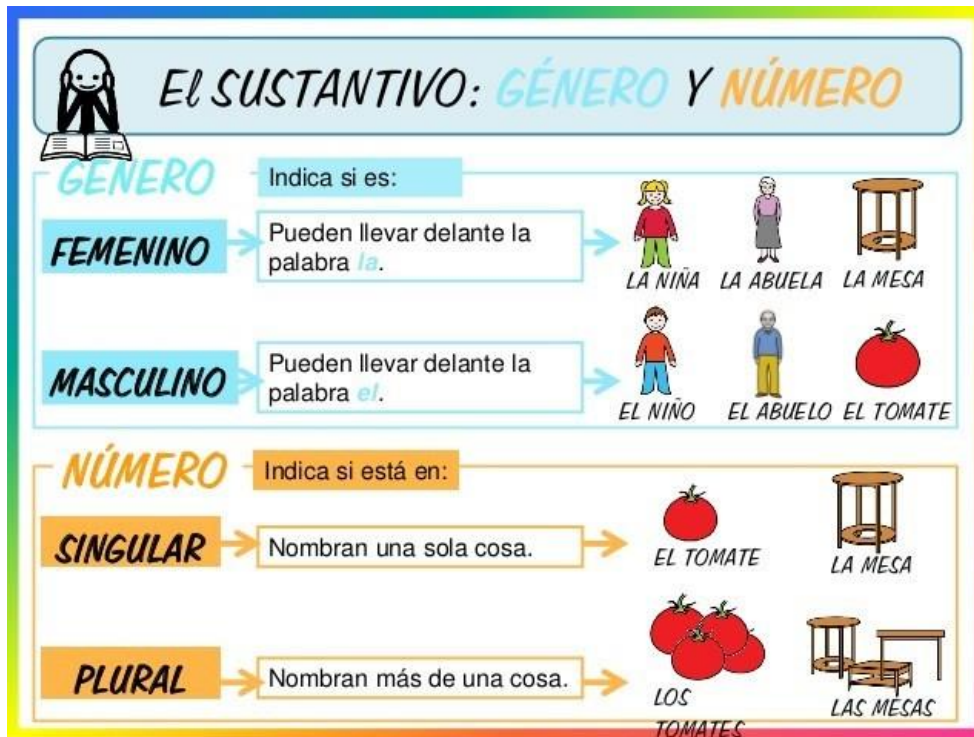 El SUSTANTIVO: GÉNERO Y NÚMERO
GÉNERO
Indica si es:
FEMENINO
Pueden llevar delante la
palabra la.
LA NIÑA
LA ABUELA
LA MESA
MASCULINO
Pueden llevar delante la
palabra el.
EL NIÑO
EL ABUELO
EL TOMATE
NÚMERO
Indica si está en:
SINGULAR
Nombran una sola cosa.
EL TOMATE
LA MESA
PLURAL
Nombran más de una cosa.
LOS
TOMATES
LAS MESAS